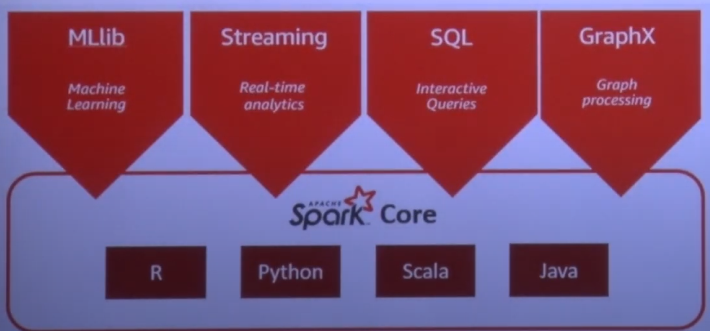 MLlib
Machine
Learning
Streaming
Real-time
analytics
SQL
Interactive
Queries
GraphX
Graph
processing
APACHE
Spark Core
R
Python
Scala
Java